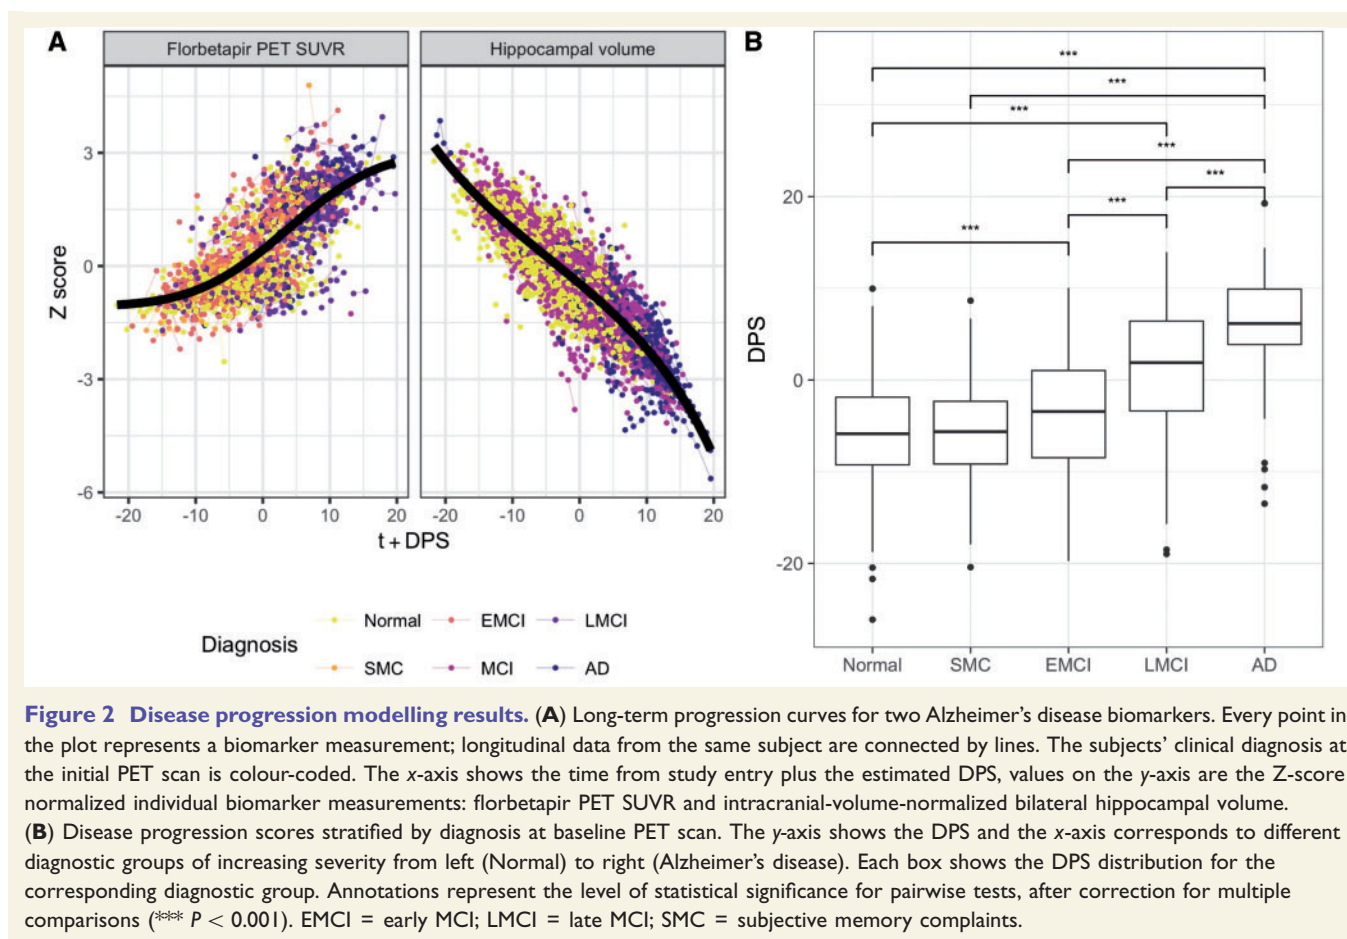 A
Florbetapir PET SUVR
Hippocampal volume
Z score
3
0
-3
-6
-20
-10
0
10
20
-20
-10
0
10
20
t + DPS
Diagnosis
Normal
EMCI
LMCI
SMC
MCI
AD
B
DPS
20
0
-20
***
***
***
***
***
***
***
Normal
SMC
EMCI
LMCI
AD
Figure 2 Disease progression modelling results. (A) Long-term progression curves for two Alzheimer's disease biomarkers. Every point in
the plot represents a biomarker measurement; longitudinal data from the same subject are connected by lines. The subjects' clinical diagnosis at
the initial PET scan is colour-coded. The x-axis shows the time from study entry plus the estimated DPS, values on the y-axis are the Z-score
normalized individual biomarker measurements: florbetapir PET SUVR and intracranial-volume-normalized bilateral hippocampal volume.
(B) Disease progression scores stratified by diagnosis at baseline PET scan. The y-axis shows the DPS and the x-axis corresponds to different
diagnostic groups of increasing severity from left (Normal) to right (Alzheimer's disease). Each box shows the DPS distribution for the
corresponding diagnostic group. Annotations represent the level of statistical significance for pairwise tests, after correction for multiple
comparisons (*** P < 0.001). EMCI = early MCI; LMCI = late MCI; SMC = subjective memory complaints.